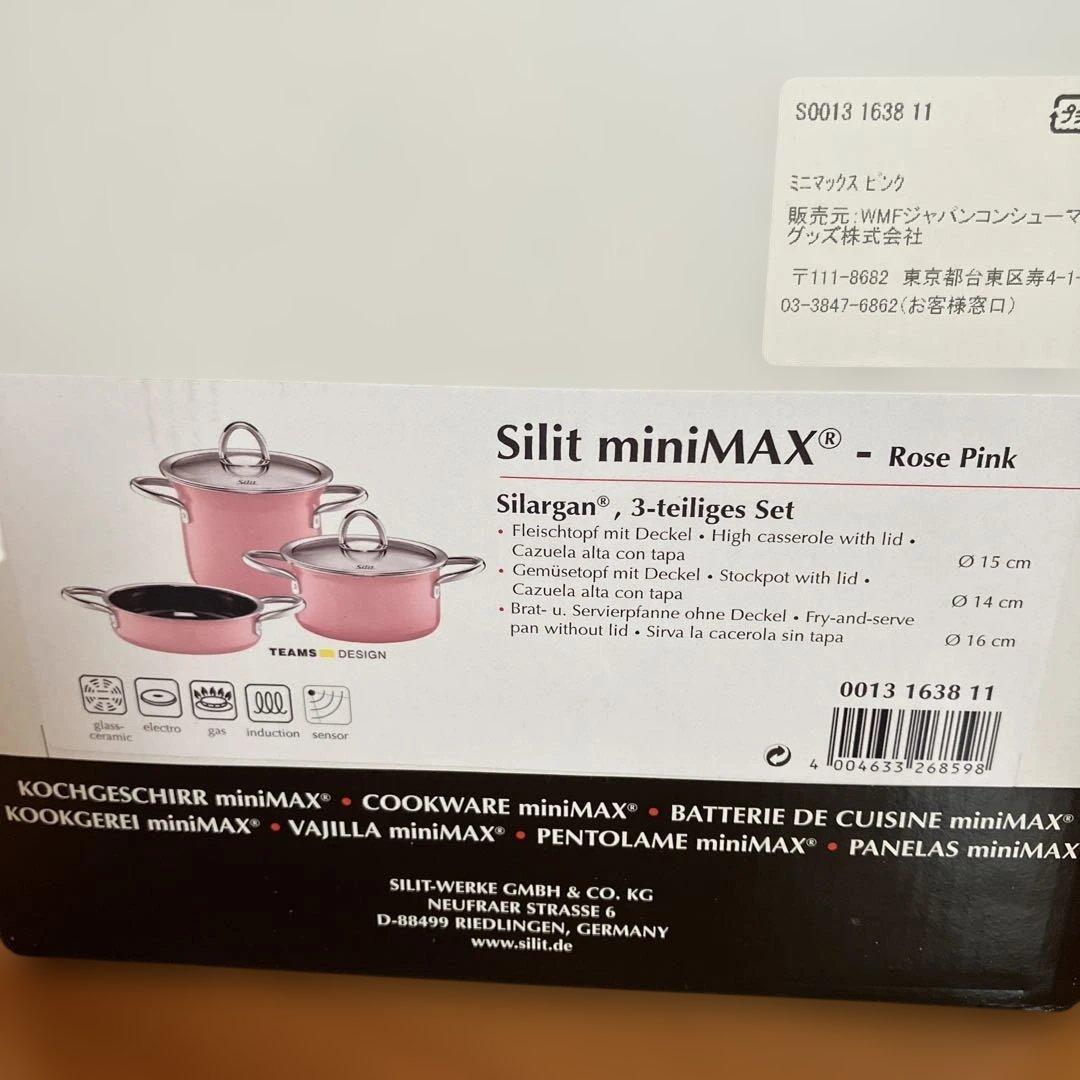 S0013 1638 11
プラ
ミニマックス ピンク
販売元:WMFジャパンコンシューマ
グッズ株式会社
〒111-8682 東京都台東区寿4-1-
03-3847-6862(お客様窓口)
Silit miniMAX® - Rose Pink
Silargan®, 3-teiliges Set
• Fleischtopf mit Deckel • High casserole with lid •
Cazuela alta con tapa Ø 15 cm
• Gemüsetopf mit Deckel • Stockpot with lid •
Cazuela alta con tapa Ø 14 cm
• Brat- u. Servierpfanne ohne Deckel • Fry-and-serve
pan without lid • Sirva la cacerola sin tapa Ø 16 cm
Silit
Silit
TEAMS DESIGN
glass-
ceramic
electro
gas
induction
sensor
0013 1638 11
4 004633 268598
KOCHGESCHIRR miniMAX® • COOKWARE miniMAX® • BATTERIE DE CUISINE miniMAX®
KOOKGEREI miniMAX® • VAJILLA miniMAX® • PENTOLAME miniMAX® • PANELAS miniMAX
SILIT-WERKE GMBH & CO. KG
NEUFRAER STRASSE 6
D-88499 RIEDLINGEN, GERMANY
www.silit.de